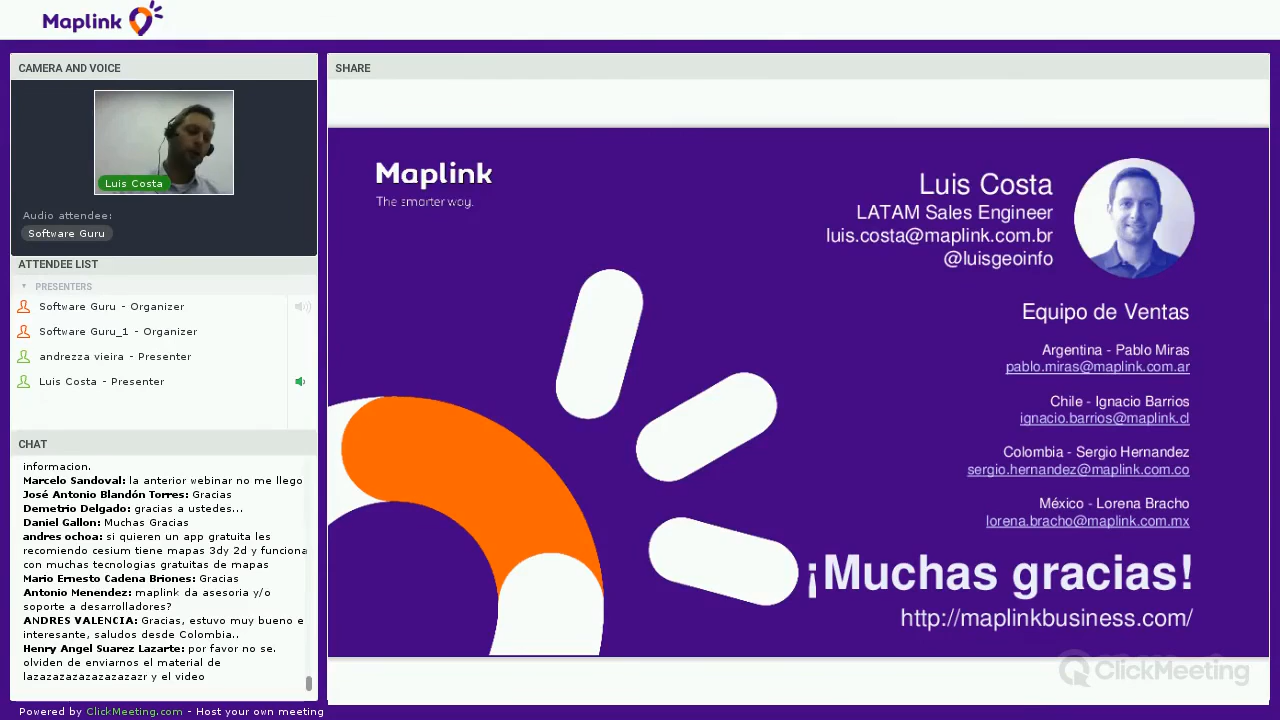 Maplink
CAMERA AND VOICE
Luis Costa
Audio attendee:
Software Guru
ATTENDEE LIST
PRESENTERS
Software Guru - Organizer
Software Guru_1 - Organizer
andrezza vieira - Presenter
Luis Costa - Presenter
CHAT
informacion.
Marcelo Sandoval: la anterior webinar no me llego
José Antonio Blandón Torres: Gracias
Demetrio Delgado: gracias a ustedes...
Daniel Gallon: Muchas Gracias
andres ochoa: si quieren un app gratuita les
recomiendo cesium tiene mapas 3dy 2d y funciona
con muchas tecnologias gratuitas de mapas
Mario Ernesto Cadena Briones: Gracias
Antonio Menendez: maplink da asesoria y/o
soporte a desarrolladores?
ANDRES VALENCIA: Gracias, estuvo muy bueno e
interesante, saludos desde Colombia..
Henry Angel Suarez Lazarte: por favor no se.
olviden de enviarnos el material de
lazazazazazazazazr y el video
Powered by ClickMeeting.com - Host your own meeting
SHARE
Maplink
The smarter way.
Luis Costa
LATAM Sales Engineer
luis.costa@maplink.com.br
@luisgeoinfo
Equipo de Ventas
Argentina - Pablo Miras
pablo.miras@maplink.com.ar
Chile - Ignacio Barrios
ignacio.barrios@maplink.cl
Colombia - Sergio Hernandez
sergio.hernandez@maplink.com.co
México - Lorena Bracho
lorena.bracho@maplink.com.mx
¡Muchas gracias!
http://maplinkbusiness.com/
ClickMeeting